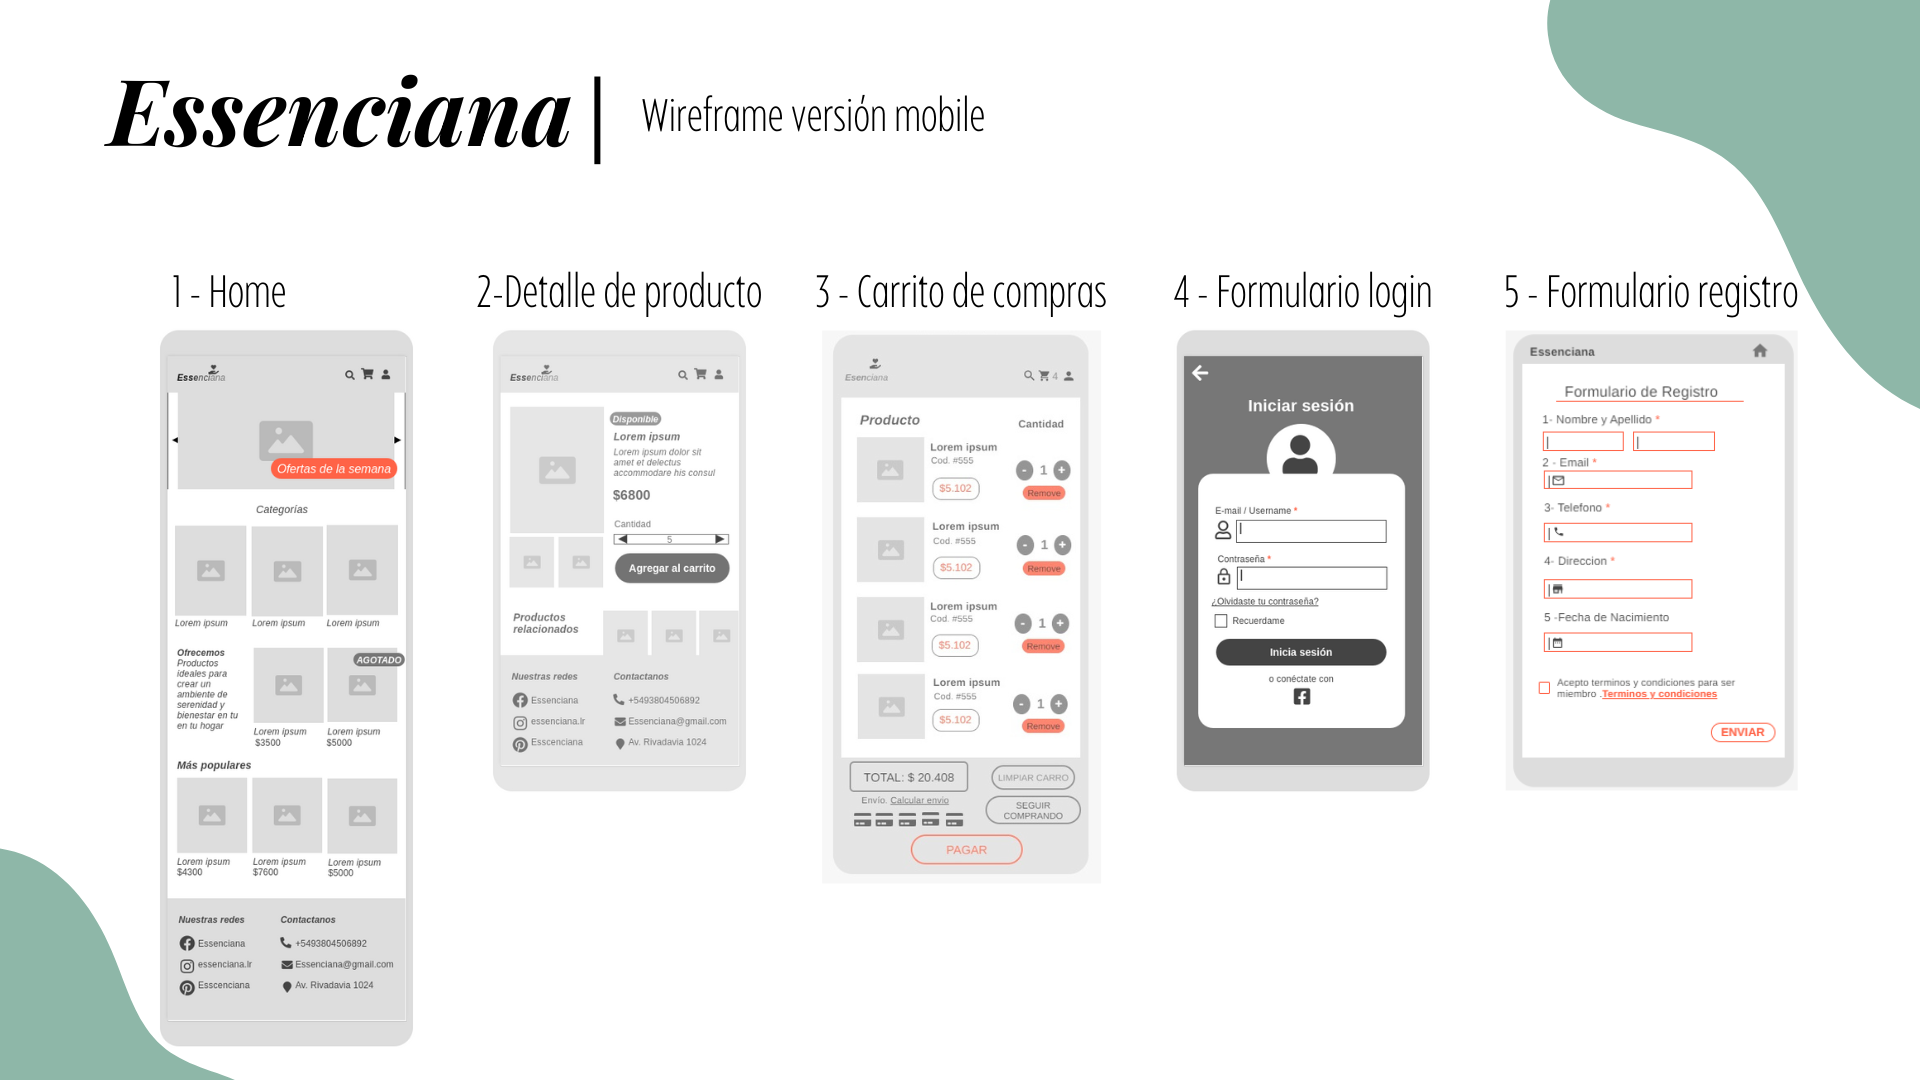 Essenciana
Wireframe versión mobile
1 - Home
Essenciana
Ofertas de la semana
Categorías
Lorem ipsum
Lorem ipsum
Lorem ipsum
Ofrecemos
Productos
ideales para
crear un
ambiente de
serenidad y
bienestar en tu
en tu hogar
AGOTADO
Lorem ipsum
$3500
Lorem ipsum
$5000
Más populares
Lorem ipsum
$4300
Lorem ipsum
$7600
Lorem ipsum
$5000
Nuestras redes
Essenciana
essenciana.lr
Esscenciana
Contactanos
+5493804506892
Essenciana@gmail.com
Av. Rivadavia 1024
2-Detalle de producto
Essenciana
Disponible
Lorem ipsum
Lorem ipsum dolor sit
amet et delectus
accommodare his consul
$6800
Cantidad
5
Agregar al carrito
Productos
relacionados
Nuestras redes
Essenciana
essenciana.lr
Esscenciana
Contactanos
+5493804506892
Essenciana@gmail.com
Av. Rivadavia 1024
3 - Carrito de compras
Esenciana
4
Producto
Cantidad
Lorem ipsum
Cod. #555
$5.102
- 1 +
Remove
Lorem ipsum
Cod. #555
$5.102
- 1 +
Remove
Lorem ipsum
Cod. #555
$5.102
- 1 +
Remove
Lorem ipsum
Cod. #555
$5.102
- 1 +
Remove
TOTAL: $ 20.408
LIMPIAR CARRO
Envío. Calcular envio
SEGUIR
COMPRANDO
PAGAR
4 - Formulario login
Iniciar sesión
E-mail / Username *
Contraseña *
¿Olvidaste tu contraseña?
Recuerdame
Inicia sesión
o conéctate con
5 - Formulario registro
Essenciana
Formulario de Registro
1- Nombre y Apellido *
2 - Email *
3- Telefono *
4- Direccion *
5 -Fecha de Nacimiento
Acepto terminos y condiciones para ser
miembro .Terminos y condiciones
ENVIAR